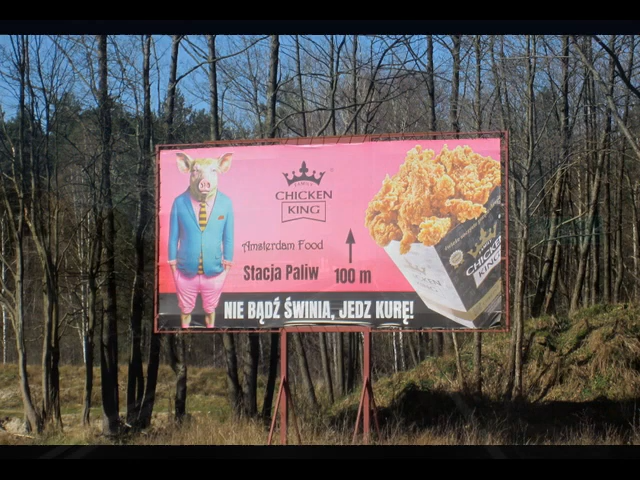 CHICKEN
KING
Amsterdam Food
Stacja Paliw
100 m
NIE BĄDŹ ŚWINIA, JEDZ KURĘ!
CHICKEN
KING